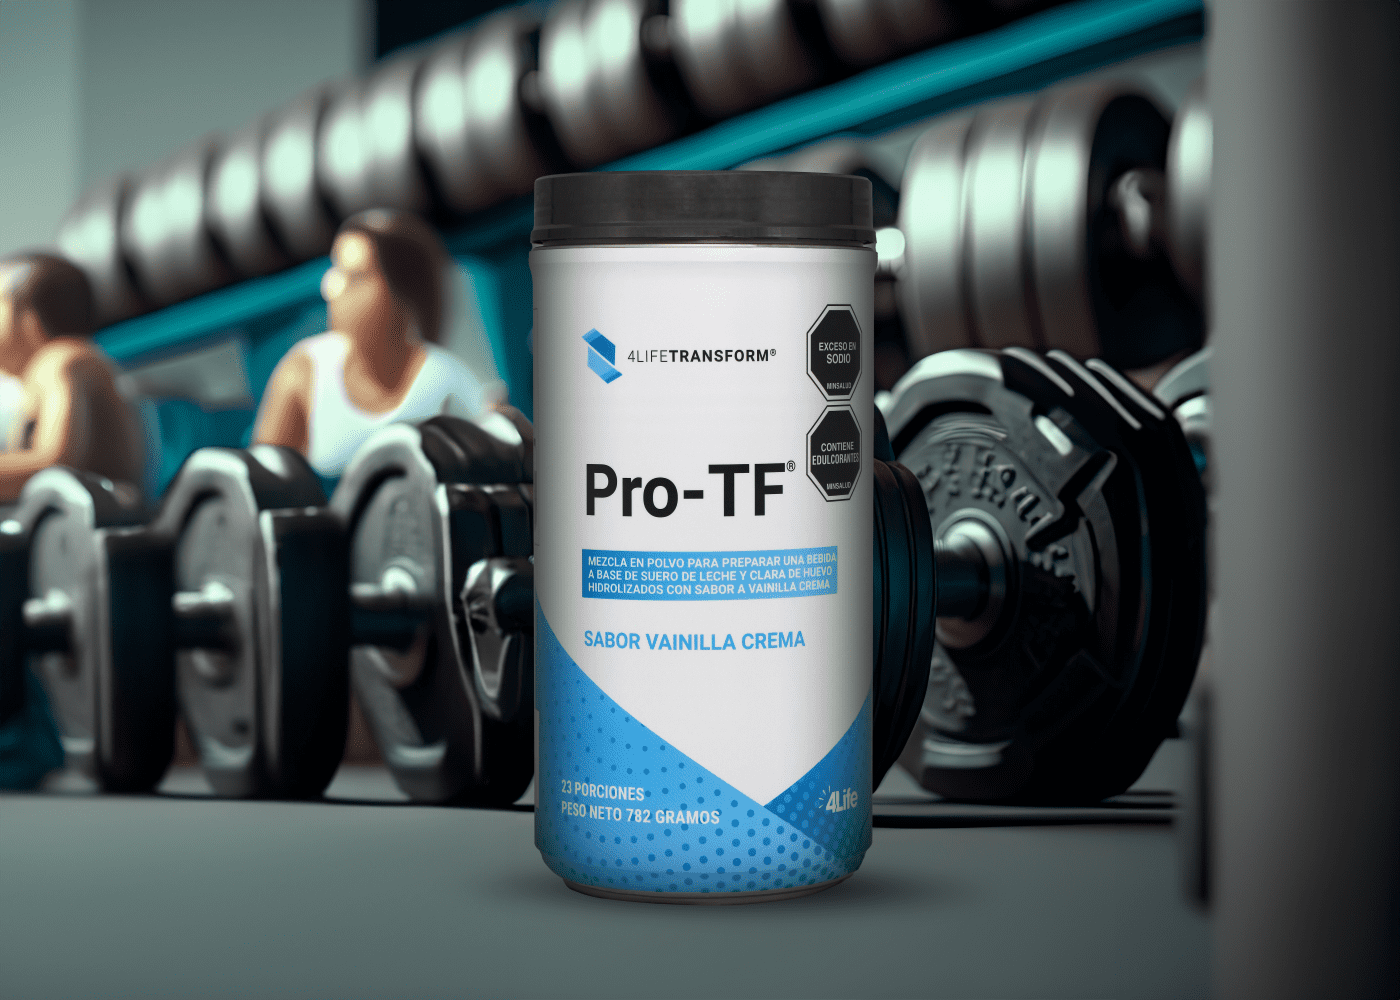 4LIFETRANSFORM®
EXCESO EN
SODIO
MINSALUD
CONTIENE
EDULCORANTES
MINSALUD
Pro-TF®
MEZCLA EN POLVO PARA PREPARAR UNA BEBIDA
A BASE DE SUERO DE LECHE Y CLARA DE HUEVO
HIDROLIZADOS CON SABOR A VAINILLA CREMA
SABOR VAINILLA CREMA
23 PORCIONES
PESO NETO 782 GRAMOS
4Life